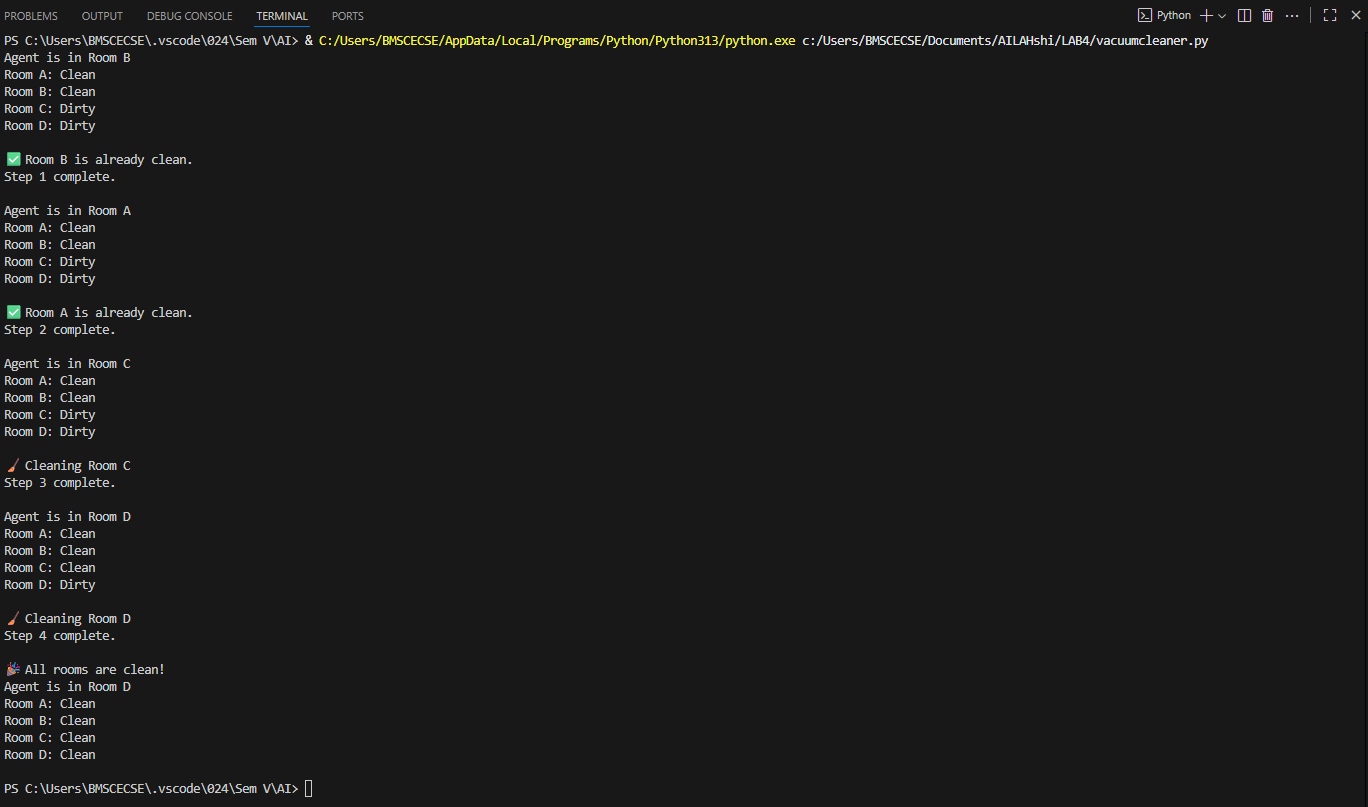 PROBLEMS OUTPUT DEBUG CONSOLE TERMINAL PORTS Python
PS C:\Users\BMSCECSE\.vscode\024\Sem V\AI> & C:/Users/BMSCECSE/AppData/Local/Programs/Python/Python313/python.exe c:/Users/BMSCECSE/Documents/AILAHshi/LAB4/vacuumcleaner.py
Agent is in Room B
Room A: Clean
Room B: Clean
Room C: Dirty
Room D: Dirty
✅ Room B is already clean.
Step 1 complete.
Agent is in Room A
Room A: Clean
Room B: Clean
Room C: Dirty
Room D: Dirty
✅ Room A is already clean.
Step 2 complete.
Agent is in Room C
Room A: Clean
Room B: Clean
Room C: Dirty
Room D: Dirty
🧹 Cleaning Room C
Step 3 complete.
Agent is in Room D
Room A: Clean
Room B: Clean
Room C: Clean
Room D: Dirty
🧹 Cleaning Room D
Step 4 complete.
🎉 All rooms are clean!
Agent is in Room D
Room A: Clean
Room B: Clean
Room C: Clean
Room D: Clean
PS C:\Users\BMSCECSE\.vscode\024\Sem V\AI>